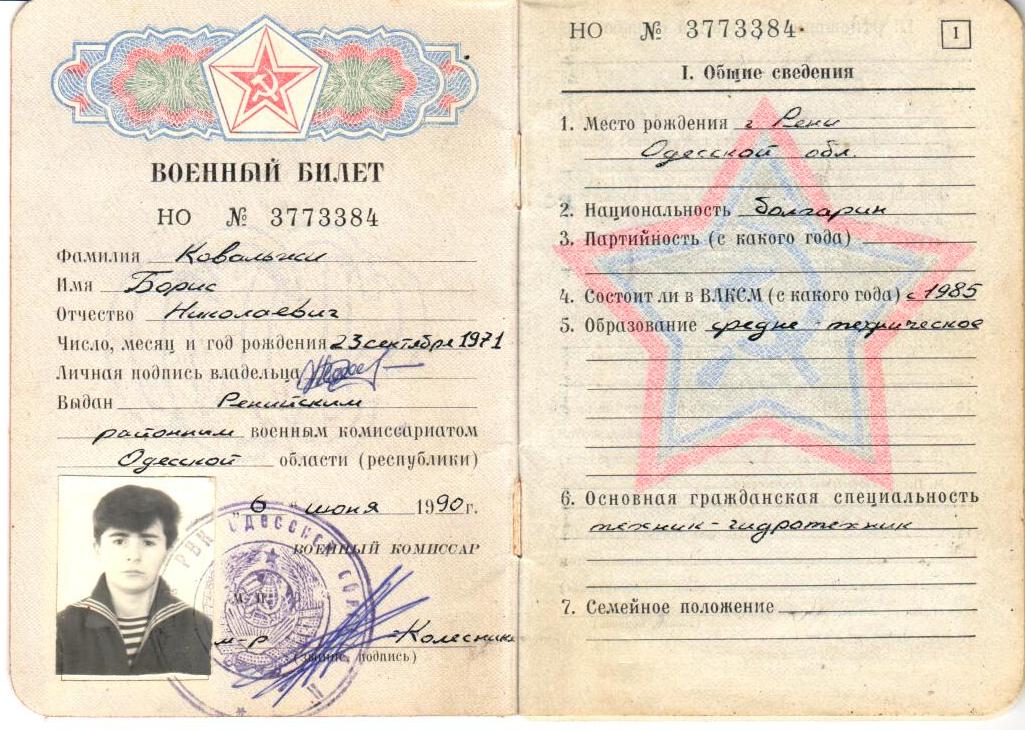 ВОЕННЫЙ БИЛЕТ
НО № 3773384
Фамилия Ковальжи
Имя Борис
Отчество Николаевич
Число, месяц и год рождения 23 сентября 1971
Личная подпись владельца
Выдан Ренийским
районным военным комиссариатом
Одесской области (республики)
6 июня 1990 г.
ВОЕННЫЙ КОМИССАР
м-р Колесник
(звание, подпись)
РВК ОДЕССКОЙ
НО № 3773384
1
I. Общие сведения
1. Место рождения г Рени
Одесской обл.
2. Национальность болгарин
3. Партийность (с какого года)
4. Состоит ли в ВЛКСМ (с какого года) с 1985
5. Образование средне-техническое
6. Основная гражданская специальность
техник-гидротехник
7. Семейное положение